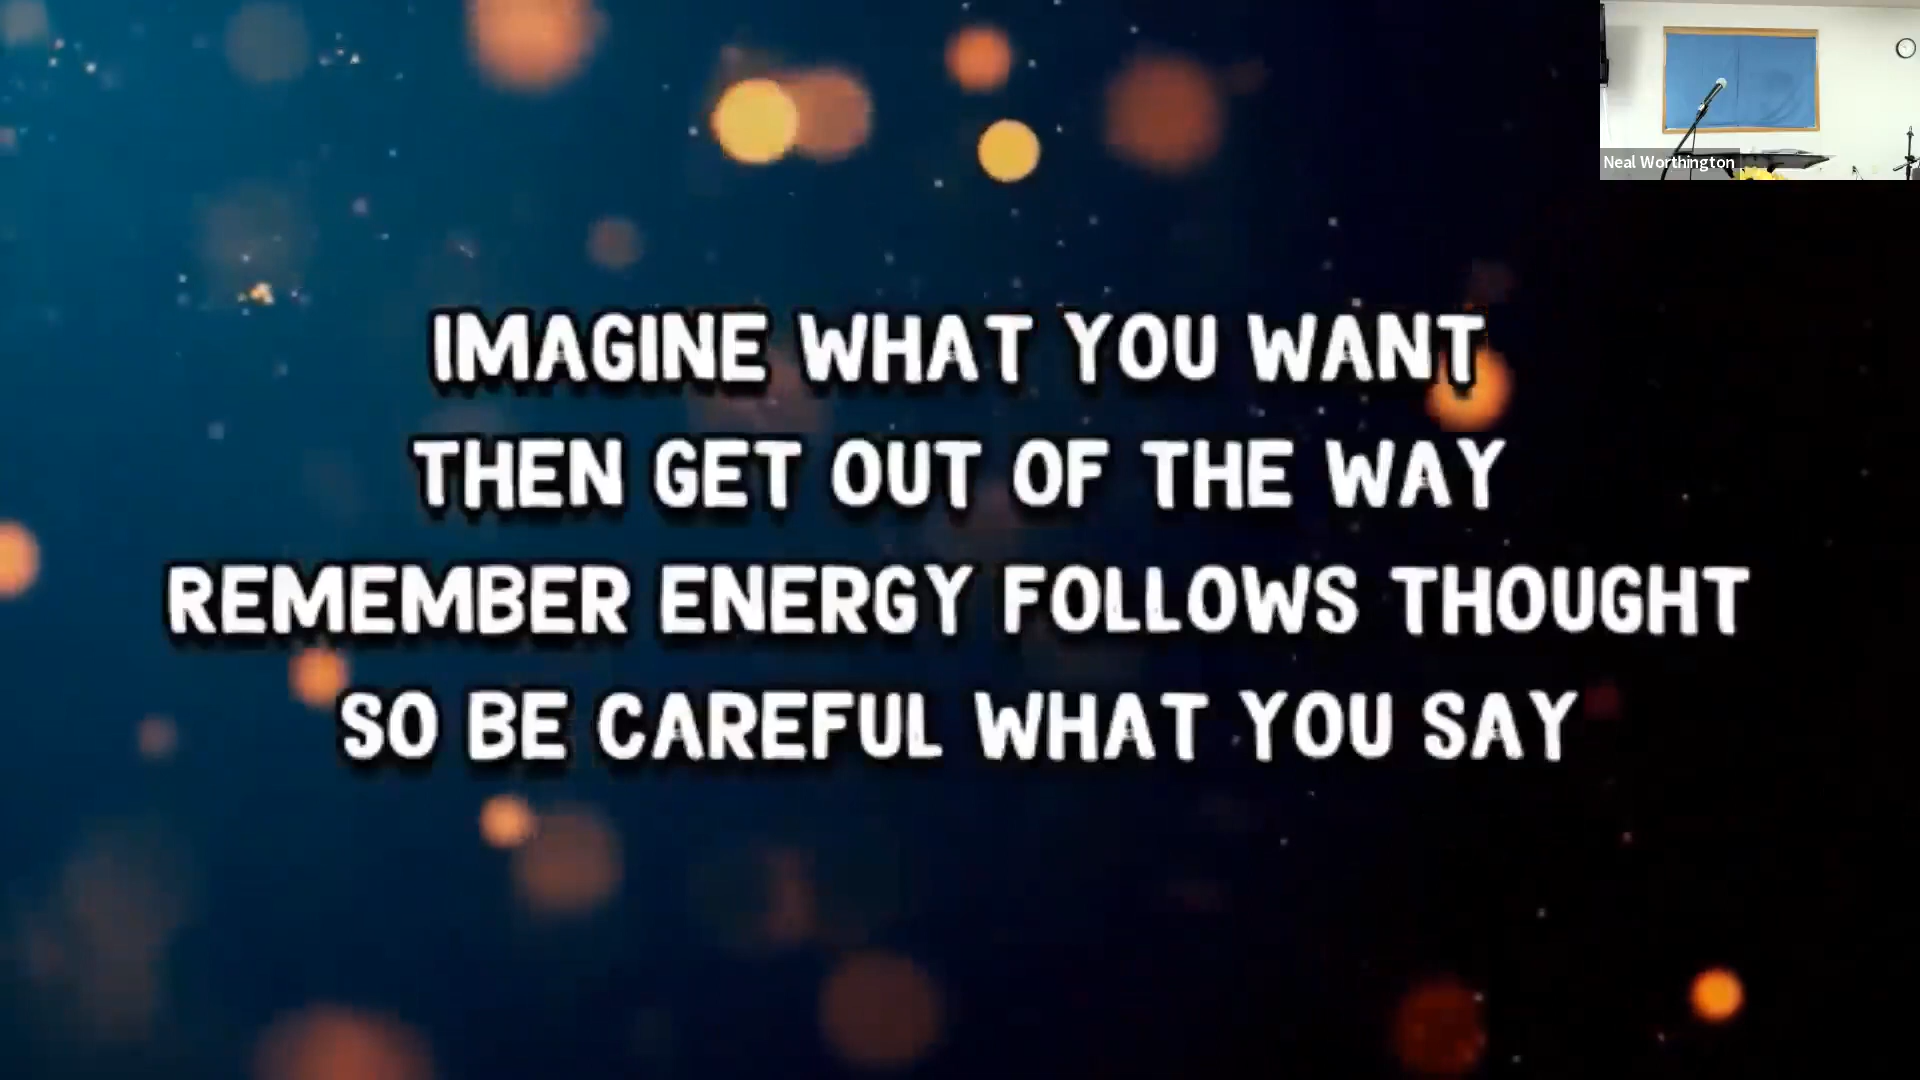 Neal Worthington
IMAGINE WHAT YOU WANT
THEN GET OUT OF THE WAY
REMEMBER ENERGY FOLLOWS THOUGHT
SO BE CAREFUL WHAT YOU SAY